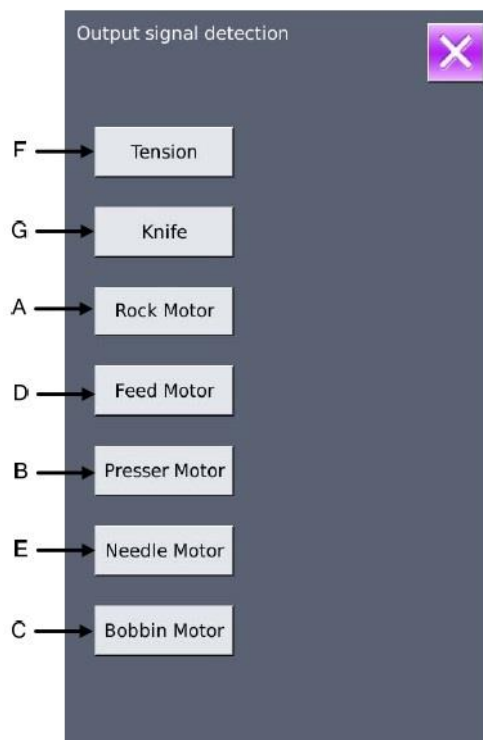 Output signal detection
F Tension
G Knife
A Rock Motor
D Feed Motor
B Presser Motor
E Needle Motor
C Bobbin Motor